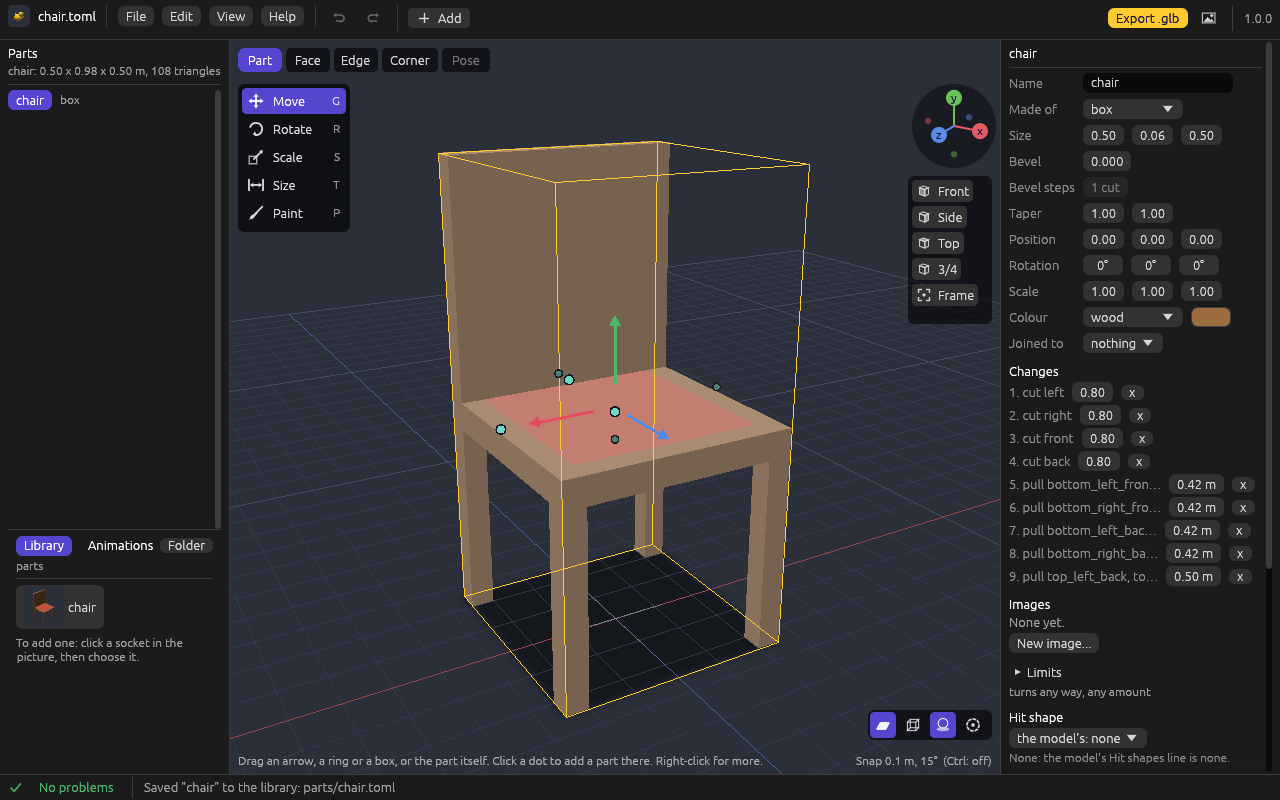 chair.toml File Edit View Help + Add Export .glb 1.0.0
Parts
chair: 0.50 x 0.98 x 0.50 m, 108 triangles
chair box
Library Animations Folder
parts
chair
To add one: click a socket in the
picture, then choose it.
Part Face Edge Corner Pose
Move G
Rotate R
Scale S
Size T
Paint P
y
x
z
Front
Side
Top
3/4
Frame
Drag an arrow, a ring or a box, or the part itself. Click a dot to add a part there. Right-click for more.
Snap 0.1 m, 15° (Ctrl: off)
chair
Name chair
Made of box
Size 0.50 0.06 0.50
Bevel 0.000
Bevel steps 1 cut
Taper 1.00 1.00
Position 0.00 0.00 0.00
Rotation 0° 0° 0°
Scale 1.00 1.00 1.00
Colour wood
Joined to nothing
Changes
1. cut left 0.80 x
2. cut right 0.80 x
3. cut front 0.80 x
4. cut back 0.80 x
5. pull bottom_left_fron... 0.42 m x
6. pull bottom_right_fro... 0.42 m x
7. pull bottom_left_bac... 0.42 m x
8. pull bottom_right_ba... 0.42 m x
9. pull top_left_back, to... 0.50 m x
Images
None yet.
New image...
Limits
turns any way, any amount
Hit shape
the model's: none
None: the model's Hit shapes line is none.
No problems Saved "chair" to the library: parts/chair.toml